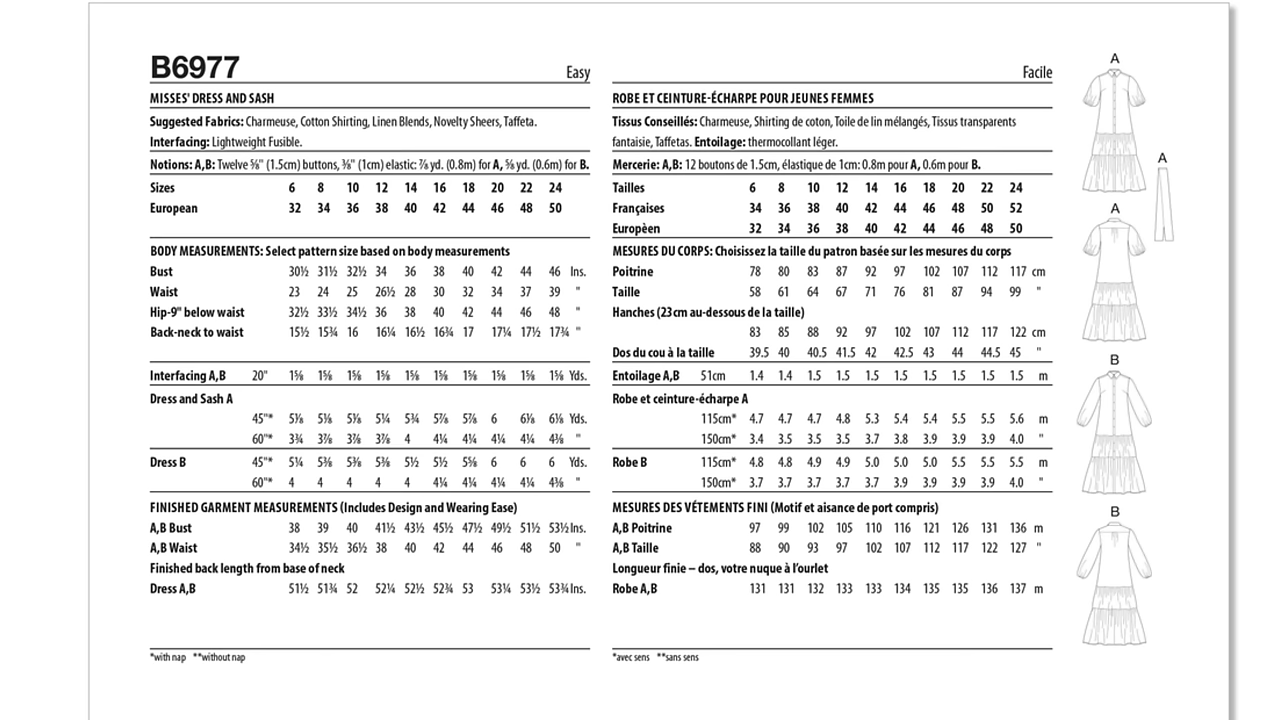 B6977 Easy
MISSES' DRESS AND SASH
Suggested Fabrics: Charmeuse, Cotton Shirting, Linen Blends, Novelty Sheers, Taffeta.
Interfacing: Lightweight Fusible.
Notions: A,B: Twelve ⅝" (1.5cm) buttons, ⅜" (1cm) elastic: ⅞ yd. (0.8m) for A, ⅝ yd. (0.6m) for B.
Sizes 6 8 10 12 14 16 18 20 22 24
European 32 34 36 38 40 42 44 46 48 50
BODY MEASUREMENTS: Select pattern size based on body measurements
Bust 30½ 31½ 32½ 34 36 38 40 42 44 46 Ins.
Waist 23 24 25 26½ 28 30 32 34 37 39 "
Hip-9" below waist 32½ 33½ 34½ 36 38 40 42 44 46 48 "
Back-neck to waist 15½ 15¾ 16 16¼ 16½ 16¾ 17 17¼ 17½ 17¾ "
Interfacing A,B 20" 1⅝ 1⅝ 1⅝ 1⅝ 1⅝ 1⅝ 1⅝ 1⅝ 1⅝ 1⅝ Yds.
Dress and Sash A
45"* 5⅛ 5⅛ 5⅛ 5¼ 5¾ 5⅞ 5⅞ 6 6⅛ 6⅛ Yds.
60"* 3¾ 3⅞ 3⅞ 3⅞ 4 4¼ 4¼ 4¼ 4¼ 4⅜ "
Dress B 45"* 5¼ 5⅜ 5⅜ 5⅜ 5½ 5½ 5⅝ 6 6 6 Yds.
60"* 4 4 4 4 4 4¼ 4¼ 4¼ 4¼ 4⅜ "
FINISHED GARMENT MEASUREMENTS (Includes Design and Wearing Ease)
A,B Bust 38 39 40 41½ 43½ 45½ 47½ 49½ 51½ 53½ Ins.
A,B Waist 34½ 35½ 36½ 38 40 42 44 46 48 50 "
Finished back length from base of neck
Dress A,B 51½ 51¾ 52 52¼ 52½ 52¾ 53 53¼ 53½ 53¾ Ins.
*with nap **without nap
Facile
ROBE ET CEINTURE-ÉCHARPE POUR JEUNES FEMMES
Tissus Conseillés: Charmeuse, Shirting de coton, Toile de lin mélangés, Tissus transparents
fantaisie, Taffetas. Entoilage: thermocollant léger.
Mercerie: A,B: 12 boutons de 1.5cm, élastique de 1cm: 0.8m pour A, 0.6m pour B.
Tailles 6 8 10 12 14 16 18 20 22 24
Françaises 34 36 38 40 42 44 46 48 50 52
Europèen 32 34 36 38 40 42 44 46 48 50
MESURES DU CORPS: Choisissez la taille du patron basée sur les mesures du corps
Poitrine 78 80 83 87 92 97 102 107 112 117 cm
Taille 58 61 64 67 71 76 81 87 94 99 "
Hanches (23cm au-dessous de la taille)
83 85 88 92 97 102 107 112 117 122 cm
Dos du cou à la taille 39.5 40 40.5 41.5 42 42.5 43 44 44.5 45 "
Entoilage A,B 51cm 1.4 1.4 1.5 1.5 1.5 1.5 1.5 1.5 1.5 1.5 m
Robe et ceinture-écharpe A
115cm* 4.7 4.7 4.7 4.8 5.3 5.4 5.4 5.5 5.5 5.6 m
150cm* 3.4 3.5 3.5 3.5 3.7 3.8 3.9 3.9 3.9 4.0 "
Robe B 115cm* 4.8 4.8 4.9 4.9 5.0 5.0 5.0 5.5 5.5 5.5 m
150cm* 3.7 3.7 3.7 3.7 3.7 3.9 3.9 3.9 3.9 4.0 "
MESURES DES VÉTEMENTS FINI (Motif et aisance de port compris)
A,B Poitrine 97 99 102 105 110 116 121 126 131 136 m
A,B Taille 88 90 93 97 102 107 112 117 122 127 "
Longueur finie – dos, votre nuque à l'ourlet
Robe A,B 131 131 132 133 133 134 135 135 136 137 m
*avec sens **sans sens
A
A
A
B
B